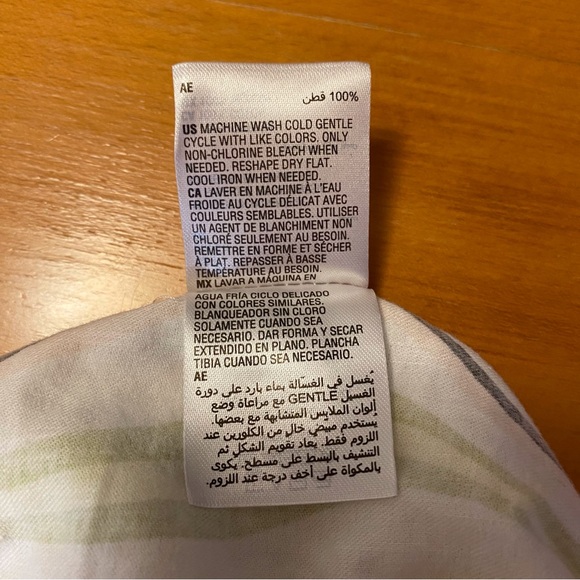 AE
100% قطن
US MACHINE WASH COLD GENTLE
CYCLE WITH LIKE COLORS. ONLY
NON-CHLORINE BLEACH WHEN
NEEDED. RESHAPE DRY FLAT.
COOL IRON WHEN NEEDED.
CA LAVER EN MACHINE À L'EAU
FROIDE AU CYCLE DÉLICAT AVEC
COULEURS SEMBLABLES. UTILISER
UN AGENT DE BLANCHIMENT NON
CHLORÉ SEULEMENT AU BESOIN.
REMETTRE EN FORME ET SÉCHER
À PLAT. REPASSER À BASSE
TEMPÉRATURE AU BESOIN.
MX LAVAR A MÁQUINA EN
AGUA FRÍA CICLO DELICADO
CON COLORES SIMILARES.
BLANQUEADOR SIN CLORO
SOLAMENTE CUANDO SEA
NECESARIO. DAR FORMA Y SECAR
EXTENDIDO EN PLANO. PLANCHA
TIBIA CUANDO SEA NECESARIO.
AE
يُغسل في الغسّالة بماء بارد على دورة
الغسيل GENTLE مع مراعاة وضع
ألوان الملابس المتشابهة مع بعضها.
يُستخدم مبيّض خالٍ من الكلورين عند
اللزوم فقط. يعاد تقويم الشكل ثم
التنشيف بالبسط على مسطح. يكوى
بالمكواة على أخف درجة عند اللزوم.